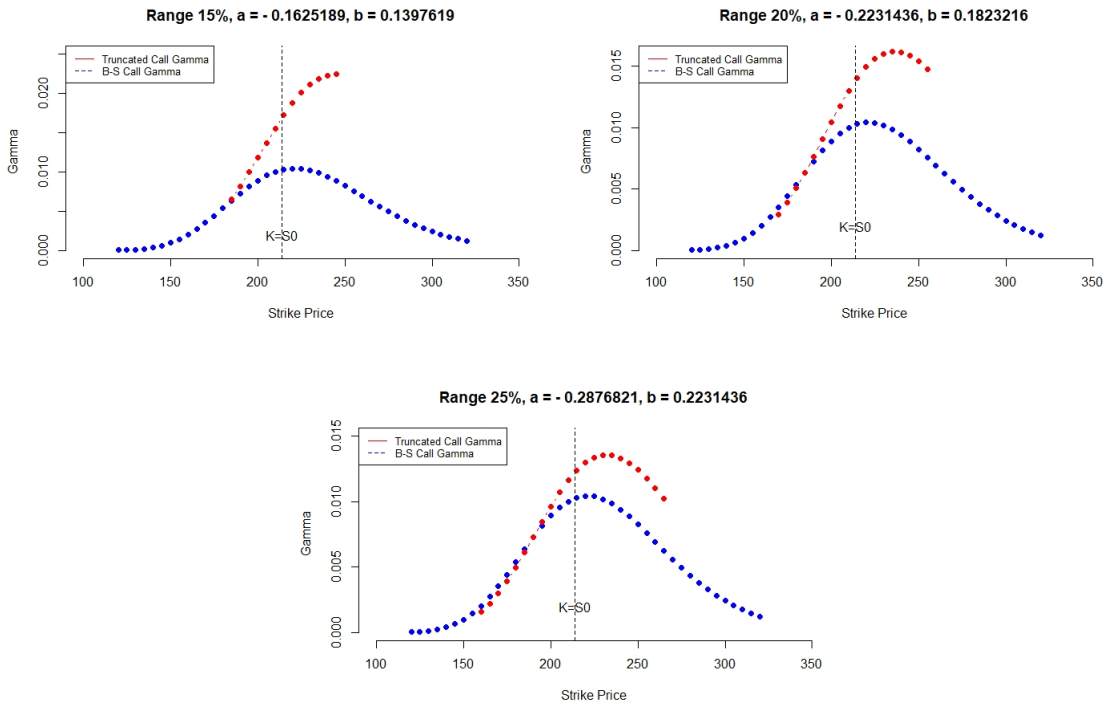 Range 15%, a = - 0.1625189, b = 0.1397619
Truncated Call Gamma
B-S Call Gamma
Gamma
0.020
0.010
0.000
K=S0
100 150 200 250 300 350
Strike Price
Range 20%, a = - 0.2231436, b = 0.1823216
Truncated Call Gamma
B-S Call Gamma
Gamma
0.015
0.010
0.005
0.000
K=S0
100 150 200 250 300 350
Strike Price
Range 25%, a = - 0.2876821, b = 0.2231436
Truncated Call Gamma
B-S Call Gamma
Gamma
0.015
0.010
0.005
0.000
K=S0
100 150 200 250 300 350
Strike Price